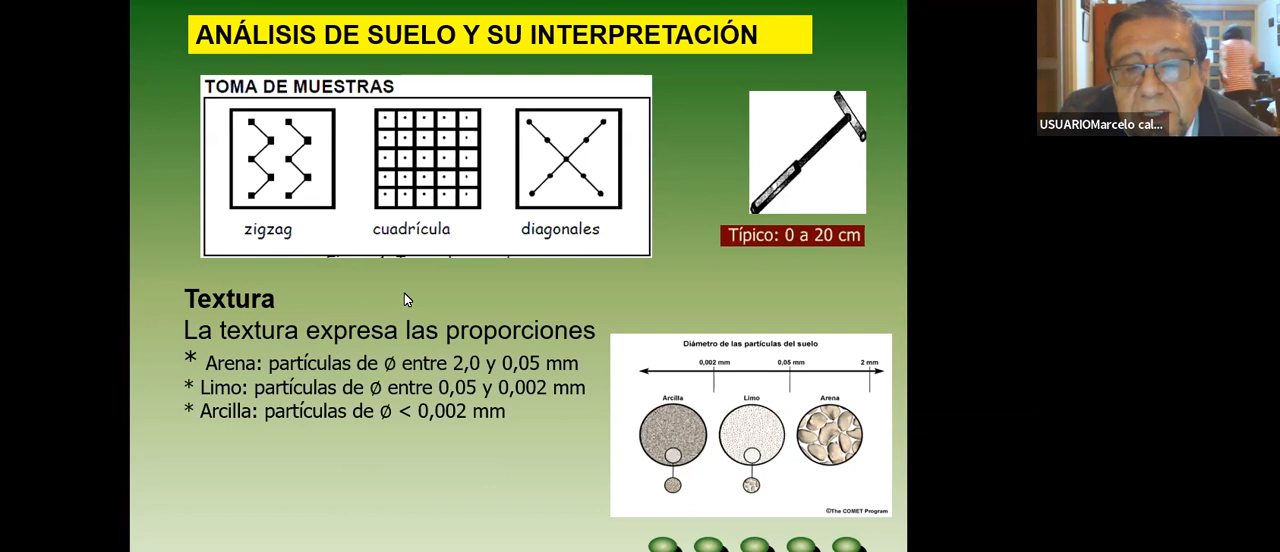 ANÁLISIS DE SUELO Y SU INTERPRETACIÓN
TOMA DE MUESTRAS
zigzag cuadrícula diagonales
USUARIOMarcelo cal...
Típico: 0 a 20 cm
Textura
La textura expresa las proporciones
* Arena: partículas de ø entre 2,0 y 0,05 mm
* Limo: partículas de ø entre 0,05 y 0,002 mm
* Arcilla: partículas de ø < 0,002 mm
Diámetro de las partículas del suelo
0,002 mm 0,05 mm 2 mm
Arcilla Limo Arena
©The COMET Program